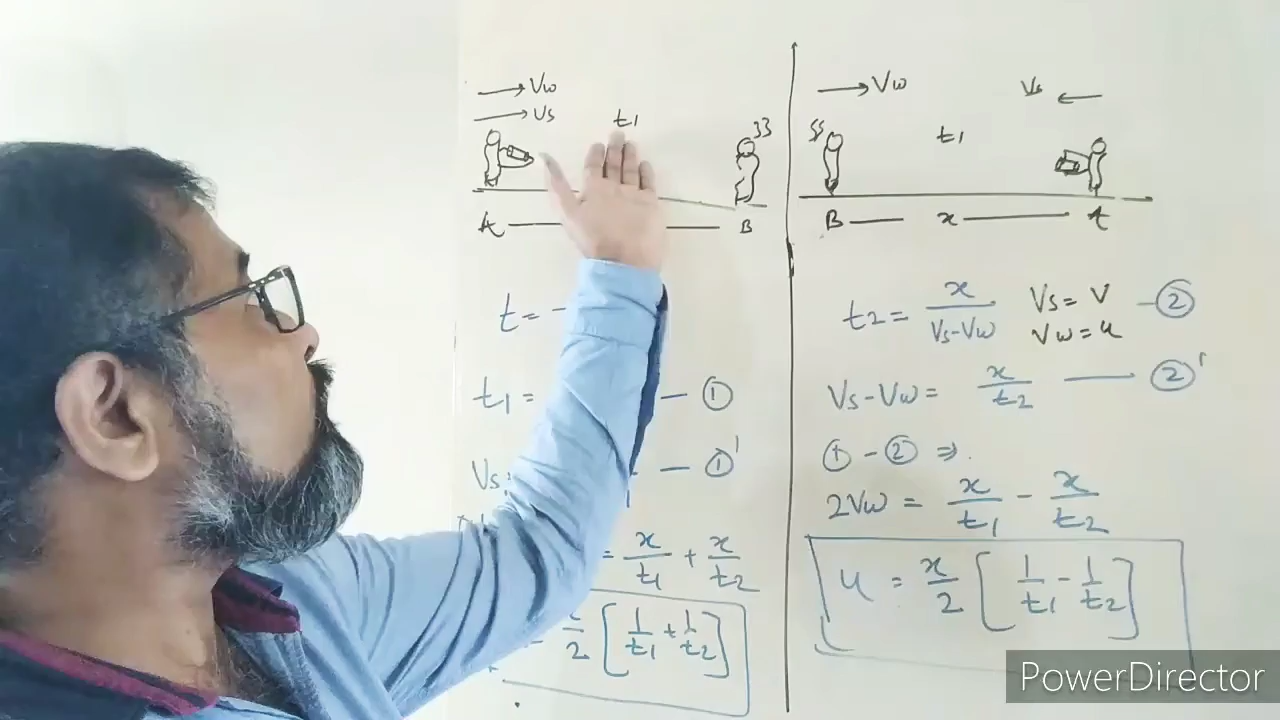 → Vw
→ Vs
t1
33
A B
t = -
t1 = — ①
Vs — ①'
= x/t1 + x/t2
/2 [1/t1 + 1/t2]
→ Vw Vs ←
SS t1
B — x — A
t2 = x/(Vs-Vw) Vs = V - ②
Vw = u
Vs-Vw = x/t2 — ②'
① - ② ⇒
2Vw = x/t1 - x/t2
u = x/2 [1/t1 - 1/t2]
PowerDirector